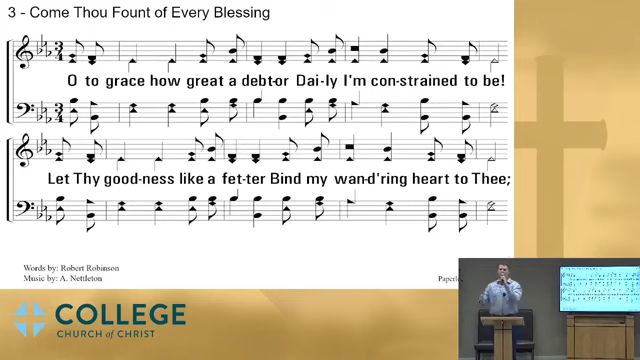 3 - Come Thou Fount of Every Blessing
O to grace how great a debt-or Dai-ly I'm con-strained to be!
Let Thy good-ness like a fet-ter Bind my wand'ring heart to Thee;
Words by: Robert Robinson
Music by: A. Nettleton
COLLEGE
CHURCH of CHRIST